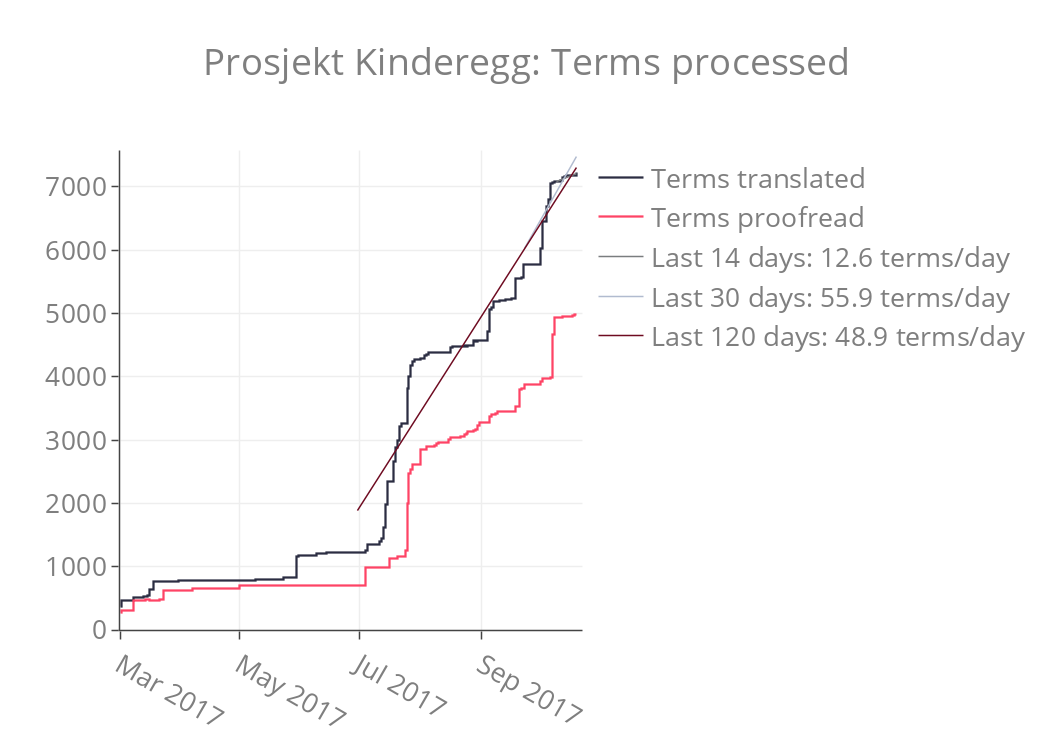 Prosjekt Kinderegg: Terms processed
7000
6000
5000
4000
3000
2000
1000
0
Mar 2017
May 2017
Jul 2017
Sep 2017
Terms translated
Terms proofread
Last 14 days: 12.6 terms/day
Last 30 days: 55.9 terms/day
Last 120 days: 48.9 terms/day